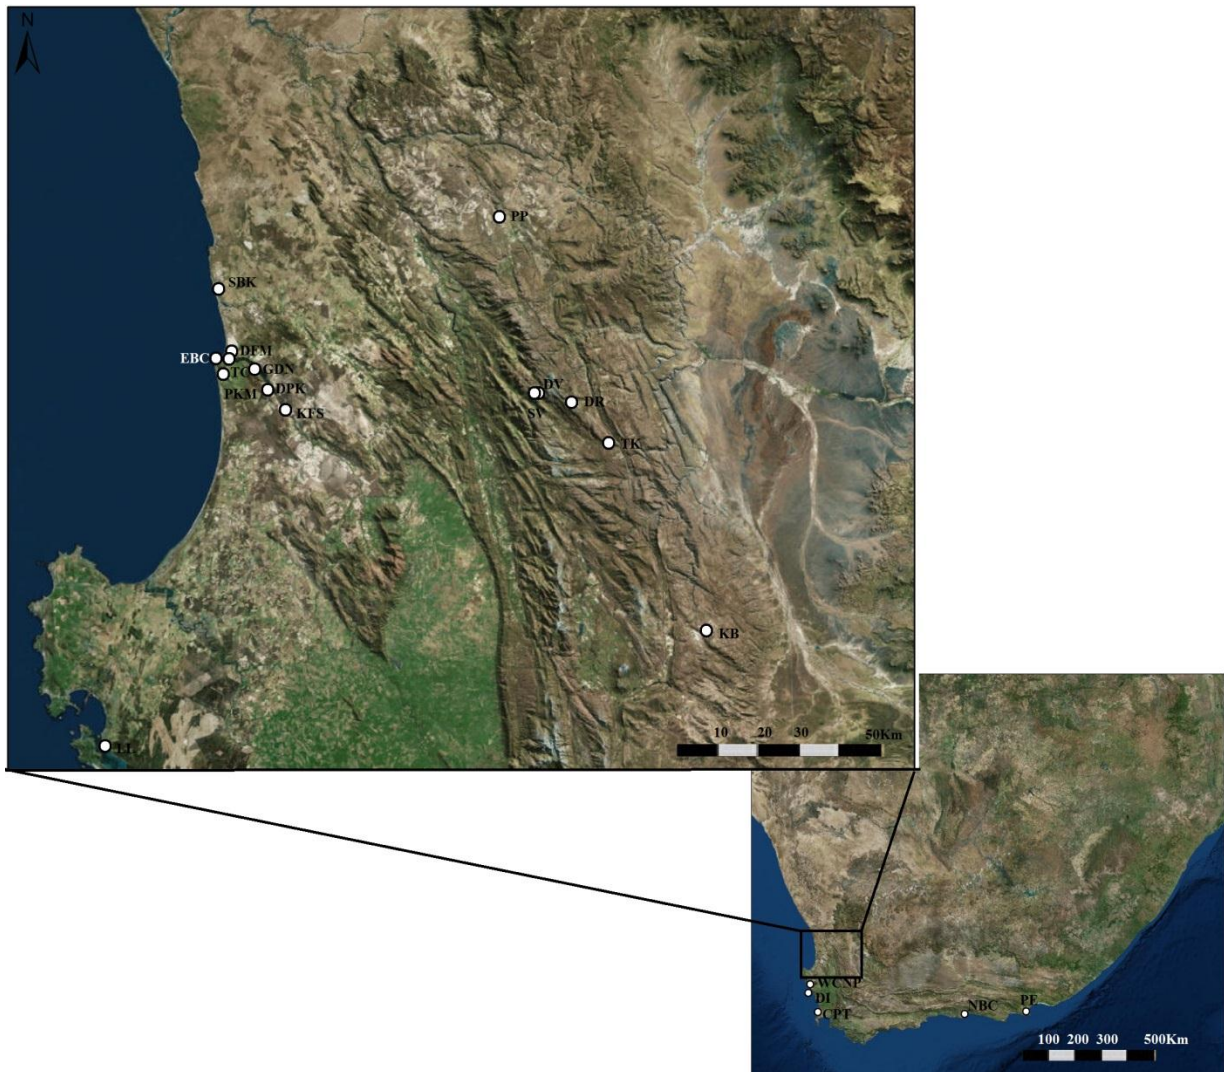 N
PP
SBK
DFM
EBC
TC
GDN
PKM
DPK
KFS
DV
SV
DR
TK
KB
LL
10 20 30 50Km
WCNP
DI
CPT
NBC
PE
100 200 300 500Km